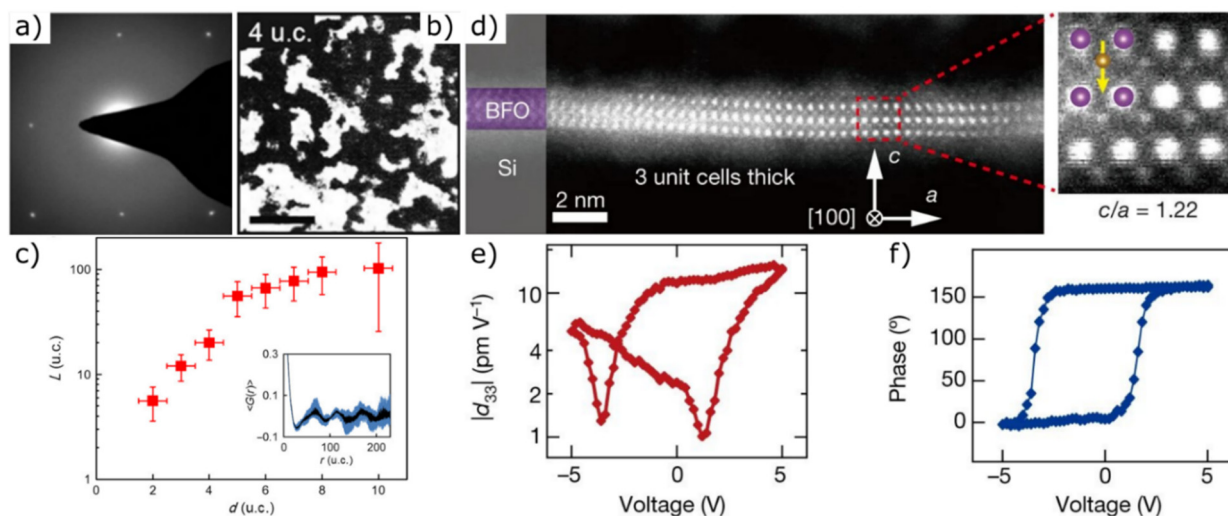 a)
4 u.c.
b)
d)
BFO
Si
3 unit cells thick
2 nm
c
a
[100]
c/a = 1.22
c)
100
10
1
L (u.c.)
0 2 4 6 8 10
d (u.c.)
0.3
-0.1
<G(r)>
0 100 200
r (u.c.)
e)
10
4
2
1
|d33| (pm V−1)
−5 0 5
Voltage (V)
f)
150
100
50
0
Phase (º)
−5 0 5
Voltage (V)